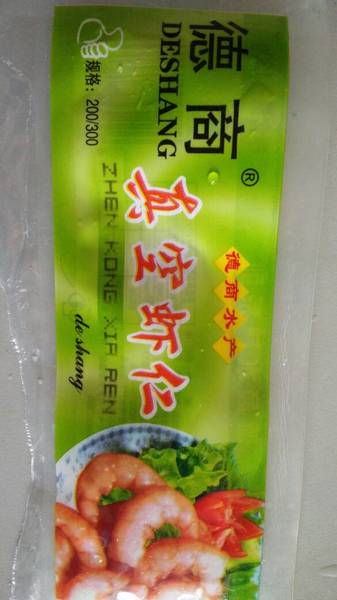 德商®
DESHANG
规格：200/300
德商水产
真空虾仁
ZHEN KONG XIA REN
de shang